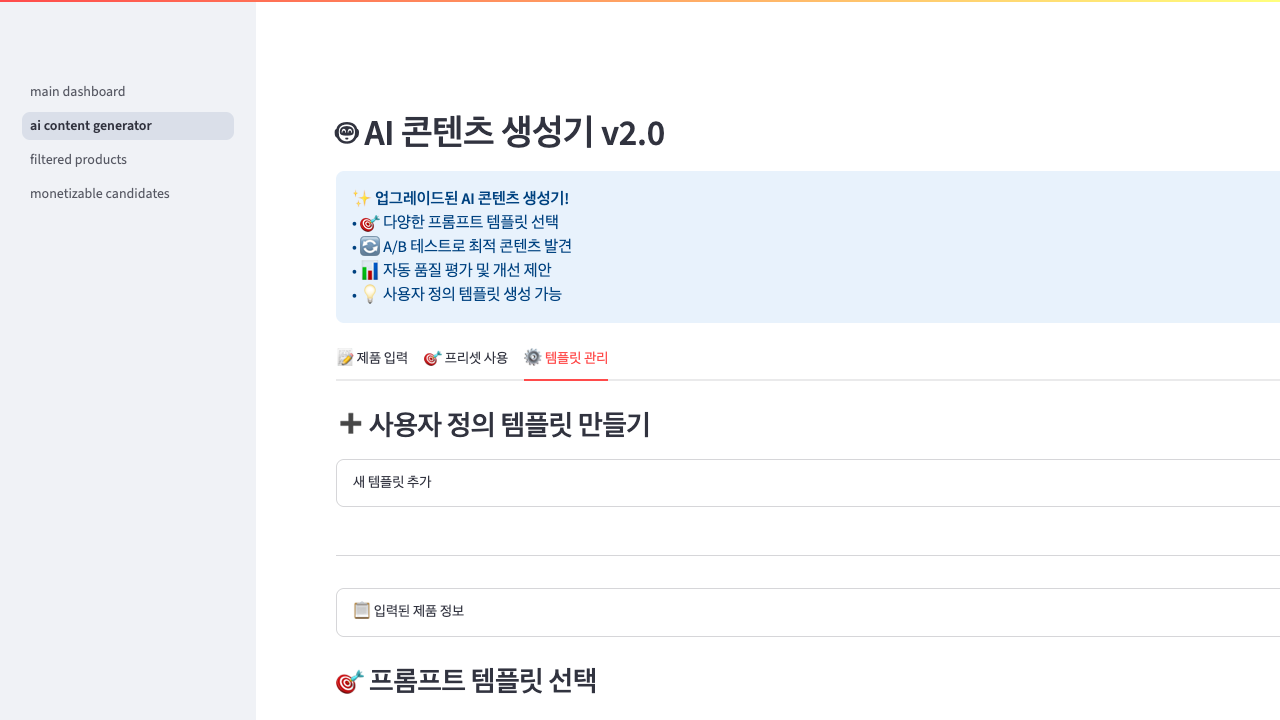 main dashboard
ai content generator
filtered products
monetizable candidates
AI 콘텐츠 생성기 v2.0
✨ 업그레이드된 AI 콘텐츠 생성기!
• 🎯 다양한 프롬프트 템플릿 선택
• 🔄 A/B 테스트로 최적 콘텐츠 발견
• 📊 자동 품질 평가 및 개선 제안
• 💡 사용자 정의 템플릿 생성 가능
📝 제품 입력 🎯 프리셋 사용 ⚙️ 템플릿 관리
➕ 사용자 정의 템플릿 만들기
새 템플릿 추가
📋 입력된 제품 정보
🎯 프롬프트 템플릿 선택